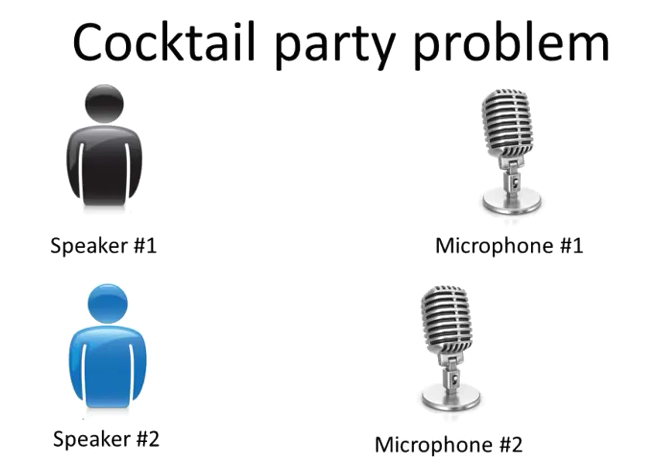 Cocktail party problem
Speaker #1
Microphone #1
Speaker #2
Microphone #2